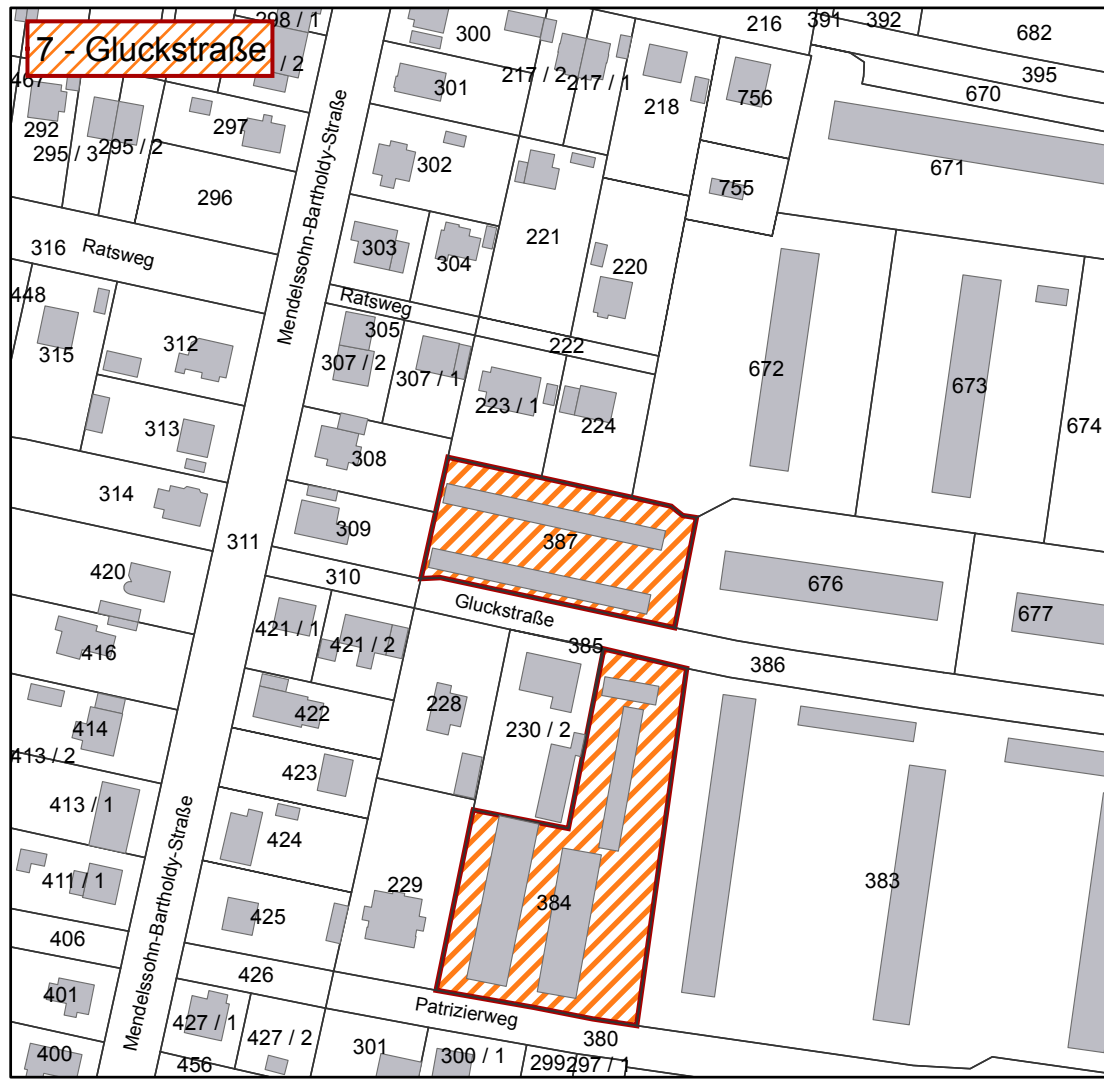 298 / 1
300
216
391
392
682
7 - Gluckstraße
/ 2
217 / 2
217 / 1
395
467
301
218
756
670
292
297
295 / 3
295 / 2
302
671
755
296
Mendelssohn-Bartholdy-Straße
316
Ratsweg
303
304
221
220
448
Ratsweg
305
315
312
307 / 2
307 / 1
222
672
673
223 / 1
224
674
313
308
314
309
387
311
420
310
676
677
Gluckstraße
421 / 1
421 / 2
385
386
416
228
414
422
230 / 2
413 / 2
423
413 / 1
424
Mendelssohn-Bartholdy-Straße
411 / 1
229
384
383
425
406
426
401
Patrizierweg
427 / 1
427 / 2
380
400
456
301
300 / 1
299
297 / 1